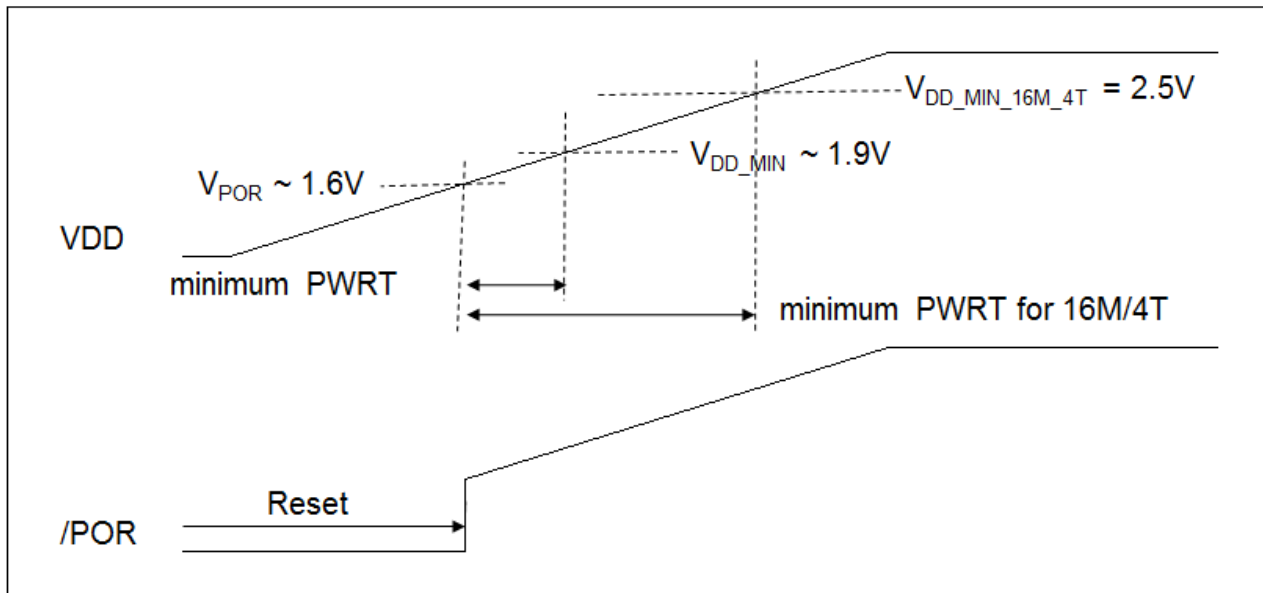 V_DD_MIN_16M_4T = 2.5V
V_DD_MIN ~ 1.9V
V_POR ~ 1.6V
VDD
minimum PWRT
minimum PWRT for 16M/4T
Reset
/POR